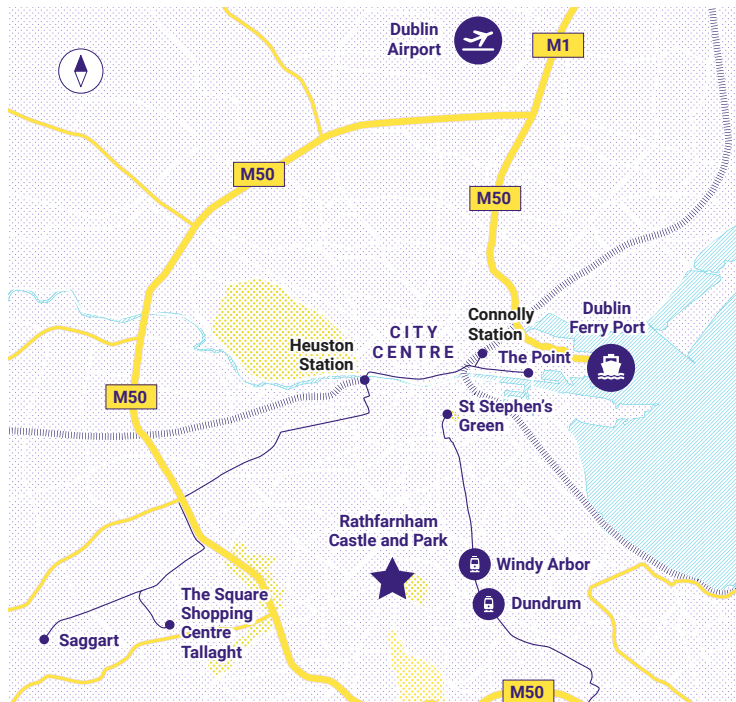 Dublin
Airport
M1
M50
M50
Connolly
Station
Dublin
Ferry Port
CITY
CENTRE
Heuston
Station
The Point
M50
St Stephen's
Green
Rathfarnham
Castle and Park
Windy Arbor
Dundrum
The Square
Shopping
Centre
Tallaght
Saggart
M50